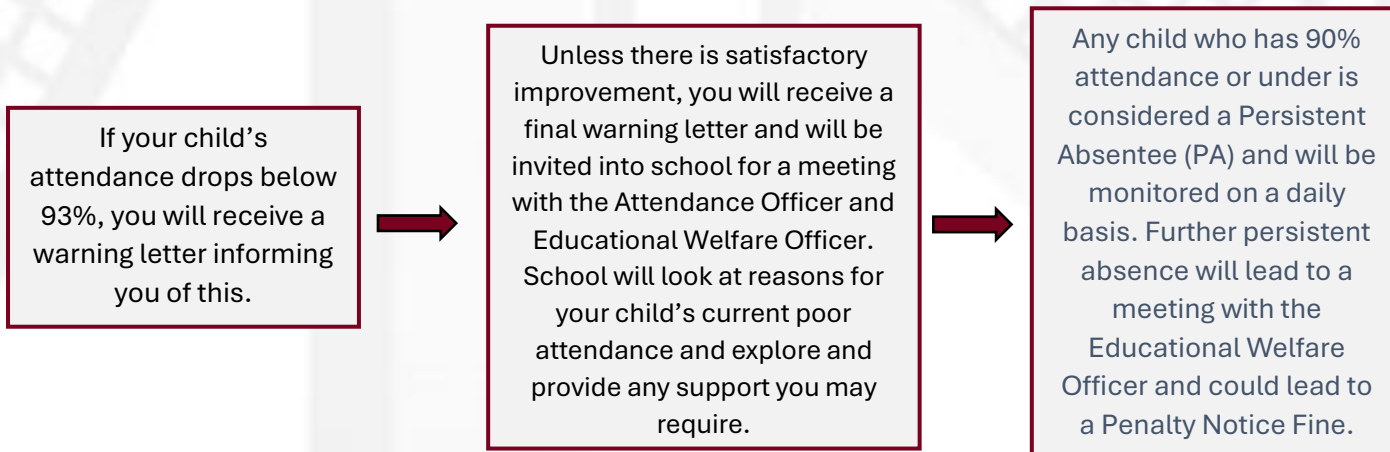 If your child’s
attendance drops below
93%, you will receive a
warning letter informing
you of this.
Unless there is satisfactory
improvement, you will receive a
final warning letter and will be
invited into school for a meeting
with the Attendance Officer and
Educational Welfare Officer.
School will look at reasons for
your child’s current poor
attendance and explore and
provide any support you may
require.
Any child who has 90%
attendance or under is
considered a Persistent
Absentee (PA) and will be
monitored on a daily
basis. Further persistent
absence will lead to a
meeting with the
Educational Welfare
Officer and could lead to
a Penalty Notice Fine.